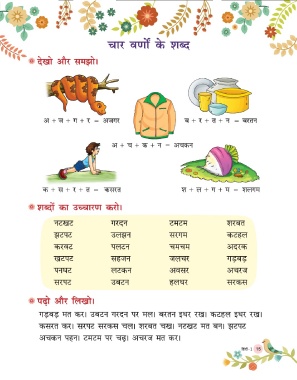 चार वर्णों के शब्द
देखो और समझो।
अ + ज + ग + र = अजगर
ब + र + त + न = बरतन
अ + च + क + न = अचकन
क + स + र + त = कसरत
श + ल + ग + म = शलगम
शब्दों का उच्चारण करो।
नटखट गरदन टमटम शरबत
झटपट उलझन सरगम कटहल
करवट पलटन चमचम अदरक
खटपट सहजन जलचर गड़बड़
पनघट लटकन अवसर अचरज
सरपट उबटन हलचर सरकस
पढ़ो और लिखो।
गड़बड़ मत कर। उबटन गरदन पर मल। बरतन इधर रख। कटहल इधर रख।
कसरत कर। सरपट सरकस चल। शरबत चख। नटखट मत बन। झटपट
अचकन पहन। टमटम पर चढ़। अचरज मत कर।
15